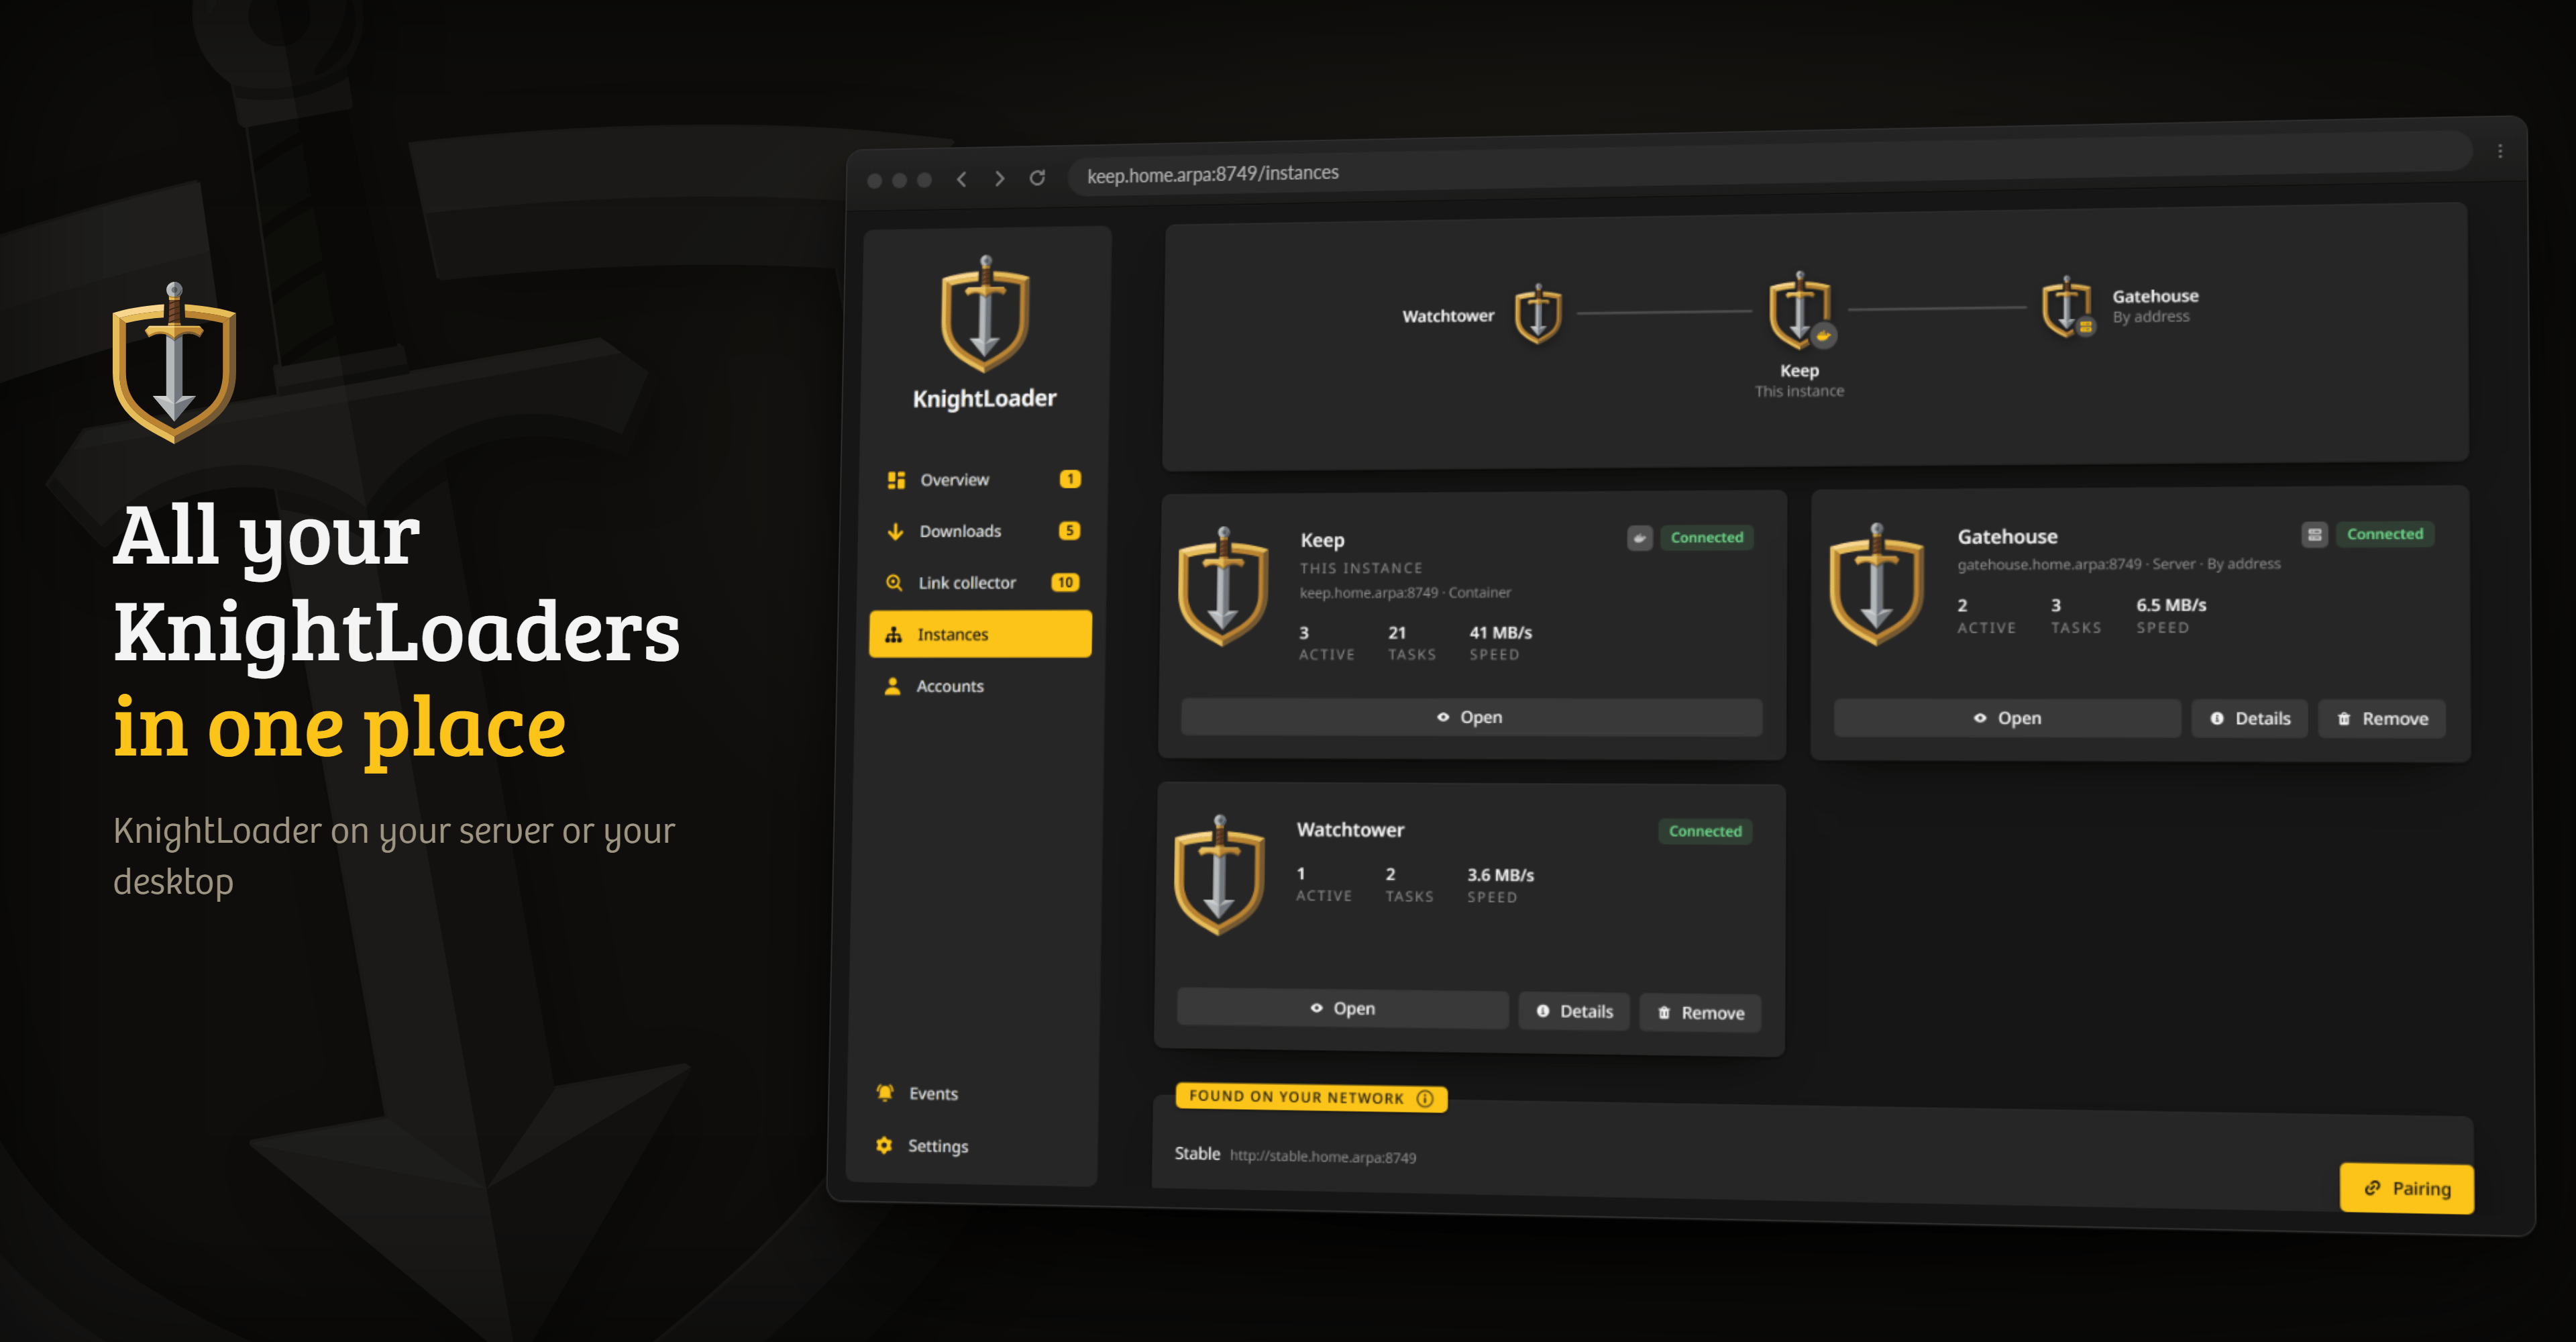 All your
KnightLoaders
in one place
KnightLoader on your server or your
desktop
keep.home.arpa:8749/instances
KnightLoader
Overview 1
Downloads 5
Link collector 10
Instances
Accounts
Events
Settings
Watchtower
Keep
This instance
Gatehouse
By address
Keep
Connected
THIS INSTANCE
keep.home.arpa:8749 · Container
3 21 41 MB/s
ACTIVE TASKS SPEED
Open
Gatehouse
Connected
gatehouse.home.arpa:8749 · Server · By address
2 3 6.5 MB/s
ACTIVE TASKS SPEED
Open Details Remove
Watchtower
Connected
1 2 3.6 MB/s
ACTIVE TASKS SPEED
Open Details Remove
FOUND ON YOUR NETWORK
Stable http://stable.home.arpa:8749
Pairing